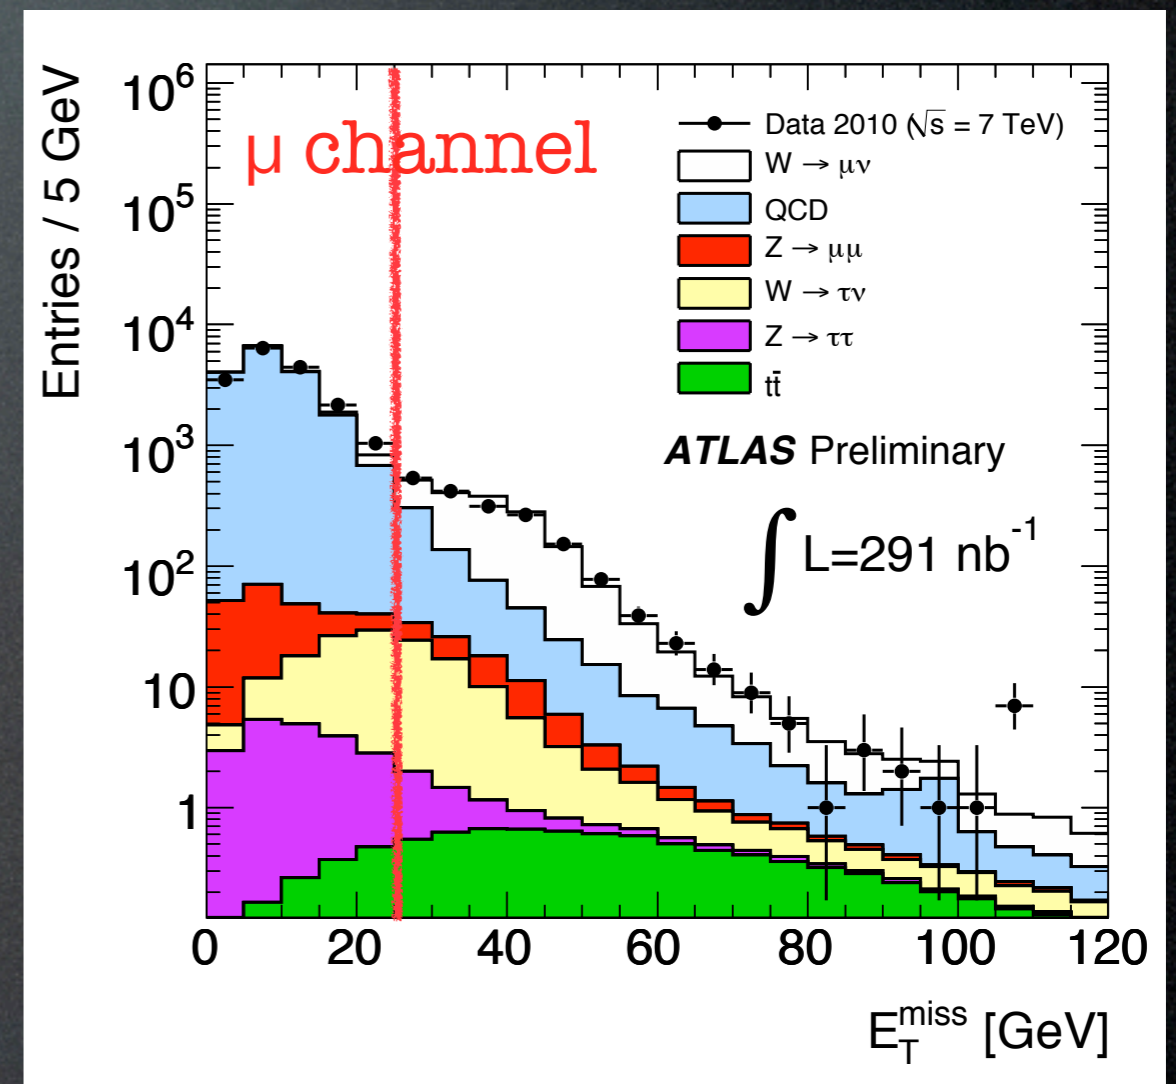 Entries / 5 GeV
10⁶
10⁵
10⁴
10³
10²
10
1
μ channel
Data 2010 (√s = 7 TeV)
W → μν
QCD
Z → μμ
W → τν
Z → ττ
tt̄
ATLAS Preliminary
∫ L=291 nb⁻¹
0 20 40 60 80 100 120
E_T^miss [GeV]